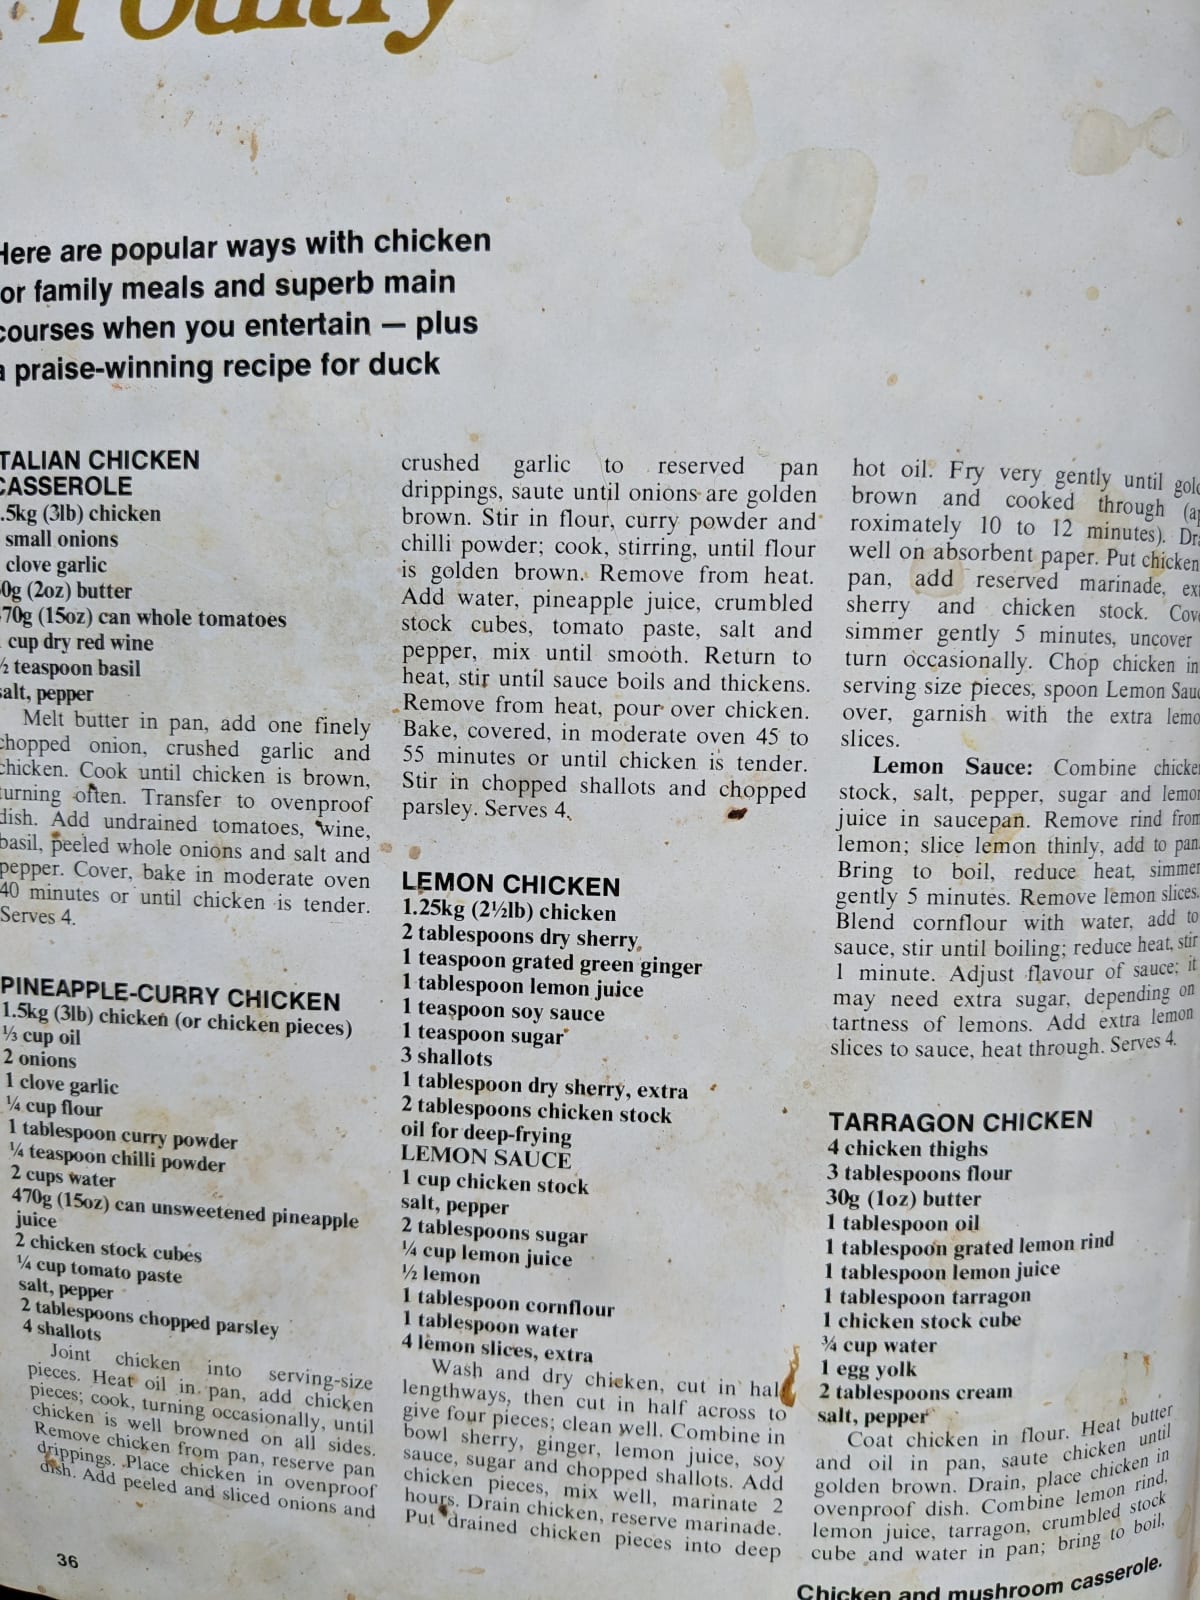 Poultry
Here are popular ways with chicken
for family meals and superb main
courses when you entertain — plus
a praise-winning recipe for duck
ITALIAN CHICKEN
CASSEROLE
.5kg (3lb) chicken
small onions
clove garlic
0g (2oz) butter
470g (15oz) can whole tomatoes
cup dry red wine
½ teaspoon basil
salt, pepper
Melt butter in pan, add one finely
chopped onion, crushed garlic and
chicken. Cook until chicken is brown,
turning often. Transfer to ovenproof
dish. Add undrained tomatoes, wine,
basil, peeled whole onions and salt and
pepper. Cover, bake in moderate oven
40 minutes or until chicken is tender.
Serves 4.
PINEAPPLE-CURRY CHICKEN
1.5kg (3lb) chicken (or chicken pieces)
⅓ cup oil
2 onions
1 clove garlic
¼ cup flour
1 tablespoon curry powder
¼ teaspoon chilli powder
2 cups water
470g (15oz) can unsweetened pineapple
juice
2 chicken stock cubes
¼ cup tomato paste
salt, pepper
2 tablespoons chopped parsley
4 shallots
Joint chicken into serving-size
pieces. Heat oil in pan, add chicken
pieces; cook, turning occasionally, until
chicken is well browned on all sides.
Remove chicken from pan, reserve pan
drippings. Place chicken in ovenproof
dish. Add peeled and sliced onions and
36
crushed garlic to reserved pan
drippings, saute until onions are golden
brown. Stir in flour, curry powder and
chilli powder; cook, stirring, until flour
is golden brown. Remove from heat.
Add water, pineapple juice, crumbled
stock cubes, tomato paste, salt and
pepper, mix until smooth. Return to
heat, stir until sauce boils and thickens.
Remove from heat, pour over chicken.
Bake, covered, in moderate oven 45 to
55 minutes or until chicken is tender.
Stir in chopped shallots and chopped
parsley. Serves 4.
LEMON CHICKEN
1.25kg (2½lb) chicken
2 tablespoons dry sherry
1 teaspoon grated green ginger
1 tablespoon lemon juice
1 teaspoon soy sauce
1 teaspoon sugar
3 shallots
1 tablespoon dry sherry, extra
2 tablespoons chicken stock
oil for deep-frying
LEMON SAUCE
1 cup chicken stock
salt, pepper
2 tablespoons sugar
¼ cup lemon juice
½ lemon
1 tablespoon cornflour
1 tablespoon water
4 lemon slices, extra
Wash and dry chicken, cut in half
lengthways, then cut in half across to
give four pieces; clean well. Combine in
bowl sherry, ginger, lemon juice, soy
sauce, sugar and chopped shallots. Add
chicken pieces, mix well, marinate 2
hours. Drain chicken, reserve marinade.
Put drained chicken pieces into deep
hot oil. Fry very gently until gold
brown and cooked through (ap
roximately 10 to 12 minutes). Dra
well on absorbent paper. Put chicken
pan, add reserved marinade, ext
sherry and chicken stock. Cove
simmer gently 5 minutes, uncover
turn occasionally. Chop chicken in
serving size pieces, spoon Lemon Sauc
over, garnish with the extra lemo
slices.
Lemon Sauce: Combine chicken
stock, salt, pepper, sugar and lemon
juice in saucepan. Remove rind from
lemon; slice lemon thinly, add to pan.
Bring to boil, reduce heat, simmer
gently 5 minutes. Remove lemon slices.
Blend cornflour with water, add to
sauce, stir until boiling; reduce heat, stir
1 minute. Adjust flavour of sauce; it
may need extra sugar, depending on
tartness of lemons. Add extra lemon
slices to sauce, heat through. Serves 4.
TARRAGON CHICKEN
4 chicken thighs
3 tablespoons flour
30g (1oz) butter
1 tablespoon oil
1 tablespoon grated lemon rind
1 tablespoon lemon juice
1 tablespoon tarragon
1 chicken stock cube
¾ cup water
1 egg yolk
2 tablespoons cream
salt, pepper
Coat chicken in flour. Heat butter
and oil in pan, saute chicken until
golden brown. Drain, place chicken in
ovenproof dish. Combine lemon rind,
lemon juice, tarragon, crumbled stock
cube and water in pan; bring to boil,
Chicken and mushroom casserole.